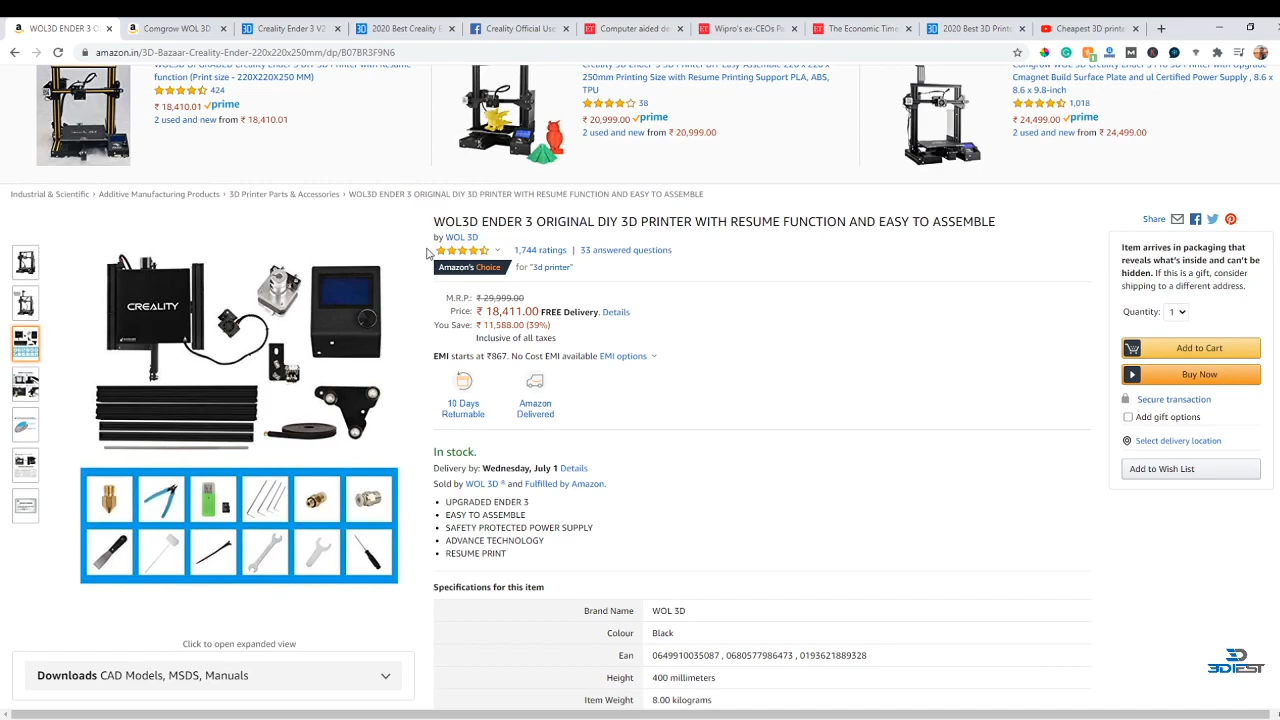 WOL3D ENDER 3 O
Comgrow WOL 3D
Creality Ender 3 V2
2020 Best Creality E
Creality Official Use
Computer aided de
Wipro's ex-CEOs Pa
The Economic Time
2020 Best 3D Print
Cheapest 3D printe
amazon.in/3D-Bazaar-Creality-Ender-220x220x250mm/dp/B07BR3F9N6
function (Print size - 220X220X250 MM)
424
₹ 18,410.01 prime
2 used and new from ₹ 18,410.01
250mm Printing Size with Resume Printing Support PLA, ABS,
TPU
38
₹ 20,999.00 prime
2 used and new from ₹ 20,999.00
Cmagnet Build Surface Plate and ul Certified Power Supply , 8.6 x
8.6 x 9.8-inch
1,018
₹ 24,499.00 prime
2 used and new from ₹ 24,499.00
Industrial & Scientific › Additive Manufacturing Products › 3D Printer Parts & Accessories › WOL3D ENDER 3 ORIGINAL DIY 3D PRINTER WITH RESUME FUNCTION AND EASY TO ASSEMBLE
WOL3D ENDER 3 ORIGINAL DIY 3D PRINTER WITH RESUME FUNCTION AND EASY TO ASSEMBLE
by WOL 3D
1,744 ratings | 33 answered questions
Amazon's Choice for "3d printer"
M.R.P.: ₹ 29,999.00
Price: ₹ 18,411.00 FREE Delivery. Details
You Save: ₹ 11,588.00 (39%)
Inclusive of all taxes
EMI starts at ₹867. No Cost EMI available EMI options
10 Days
Returnable
Amazon
Delivered
In stock.
Delivery by: Wednesday, July 1 Details
Sold by WOL 3D ® and Fulfilled by Amazon.
• UPGRADED ENDER 3
• EASY TO ASSEMBLE
• SAFETY PROTECTED POWER SUPPLY
• ADVANCE TECHNOLOGY
• RESUME PRINT
Specifications for this item
Brand Name WOL 3D
Colour Black
Ean 0649910035087 , 0680577986473 , 0193621889328
Height 400 millimeters
Item Weight 8.00 kilograms
CREALITY
Click to open expanded view
Downloads CAD Models, MSDS, Manuals
Share
Item arrives in packaging that
reveals what's inside and can't be
hidden. If this is a gift, consider
shipping to a different address.
Quantity: 1
Add to Cart
Buy Now
Secure transaction
Add gift options
Select delivery location
Add to Wish List